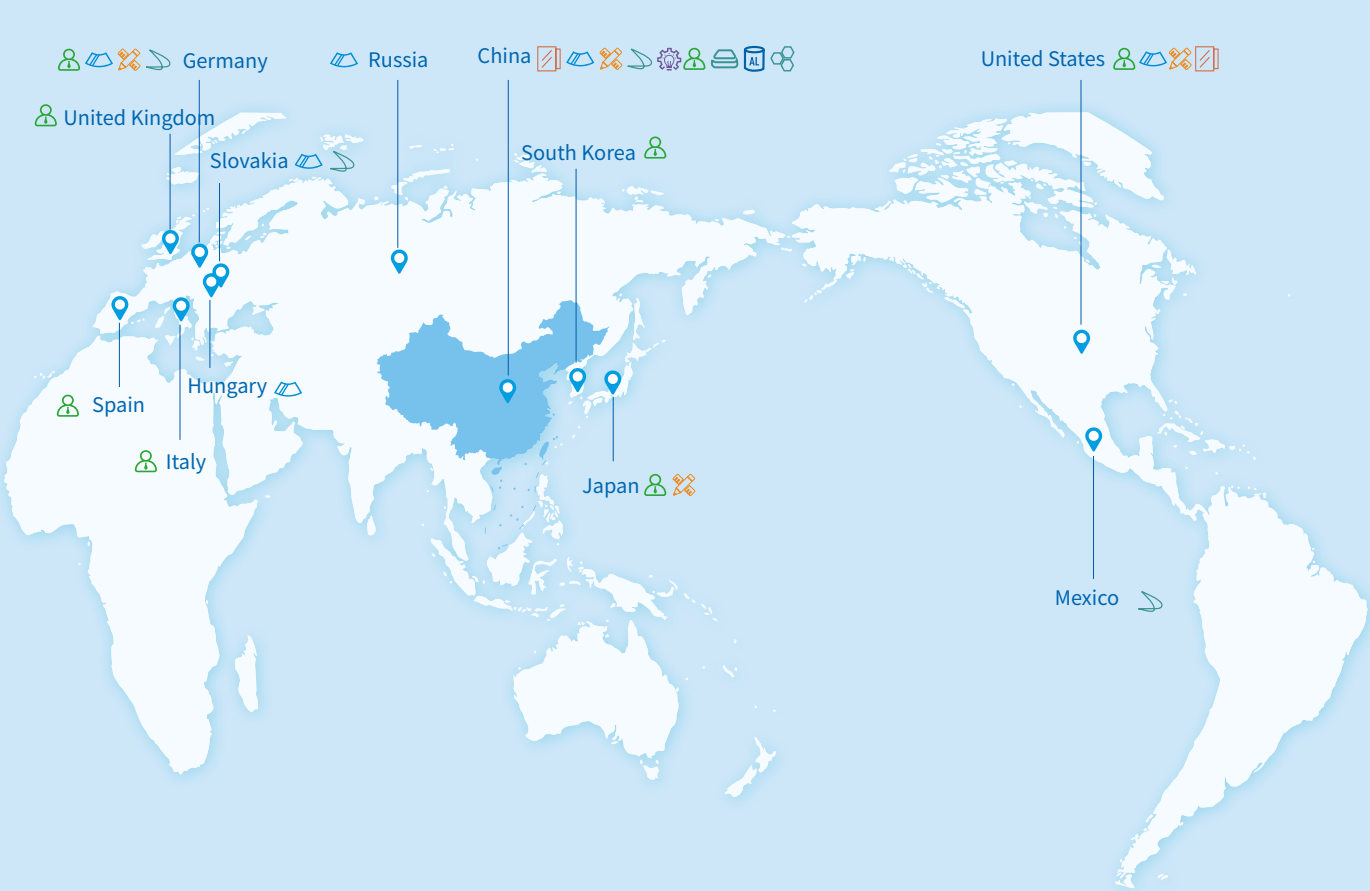 Germany
Russia
China
AL
United States
United Kingdom
Slovakia
South Korea
Hungary
Spain
Italy
Japan
Mexico